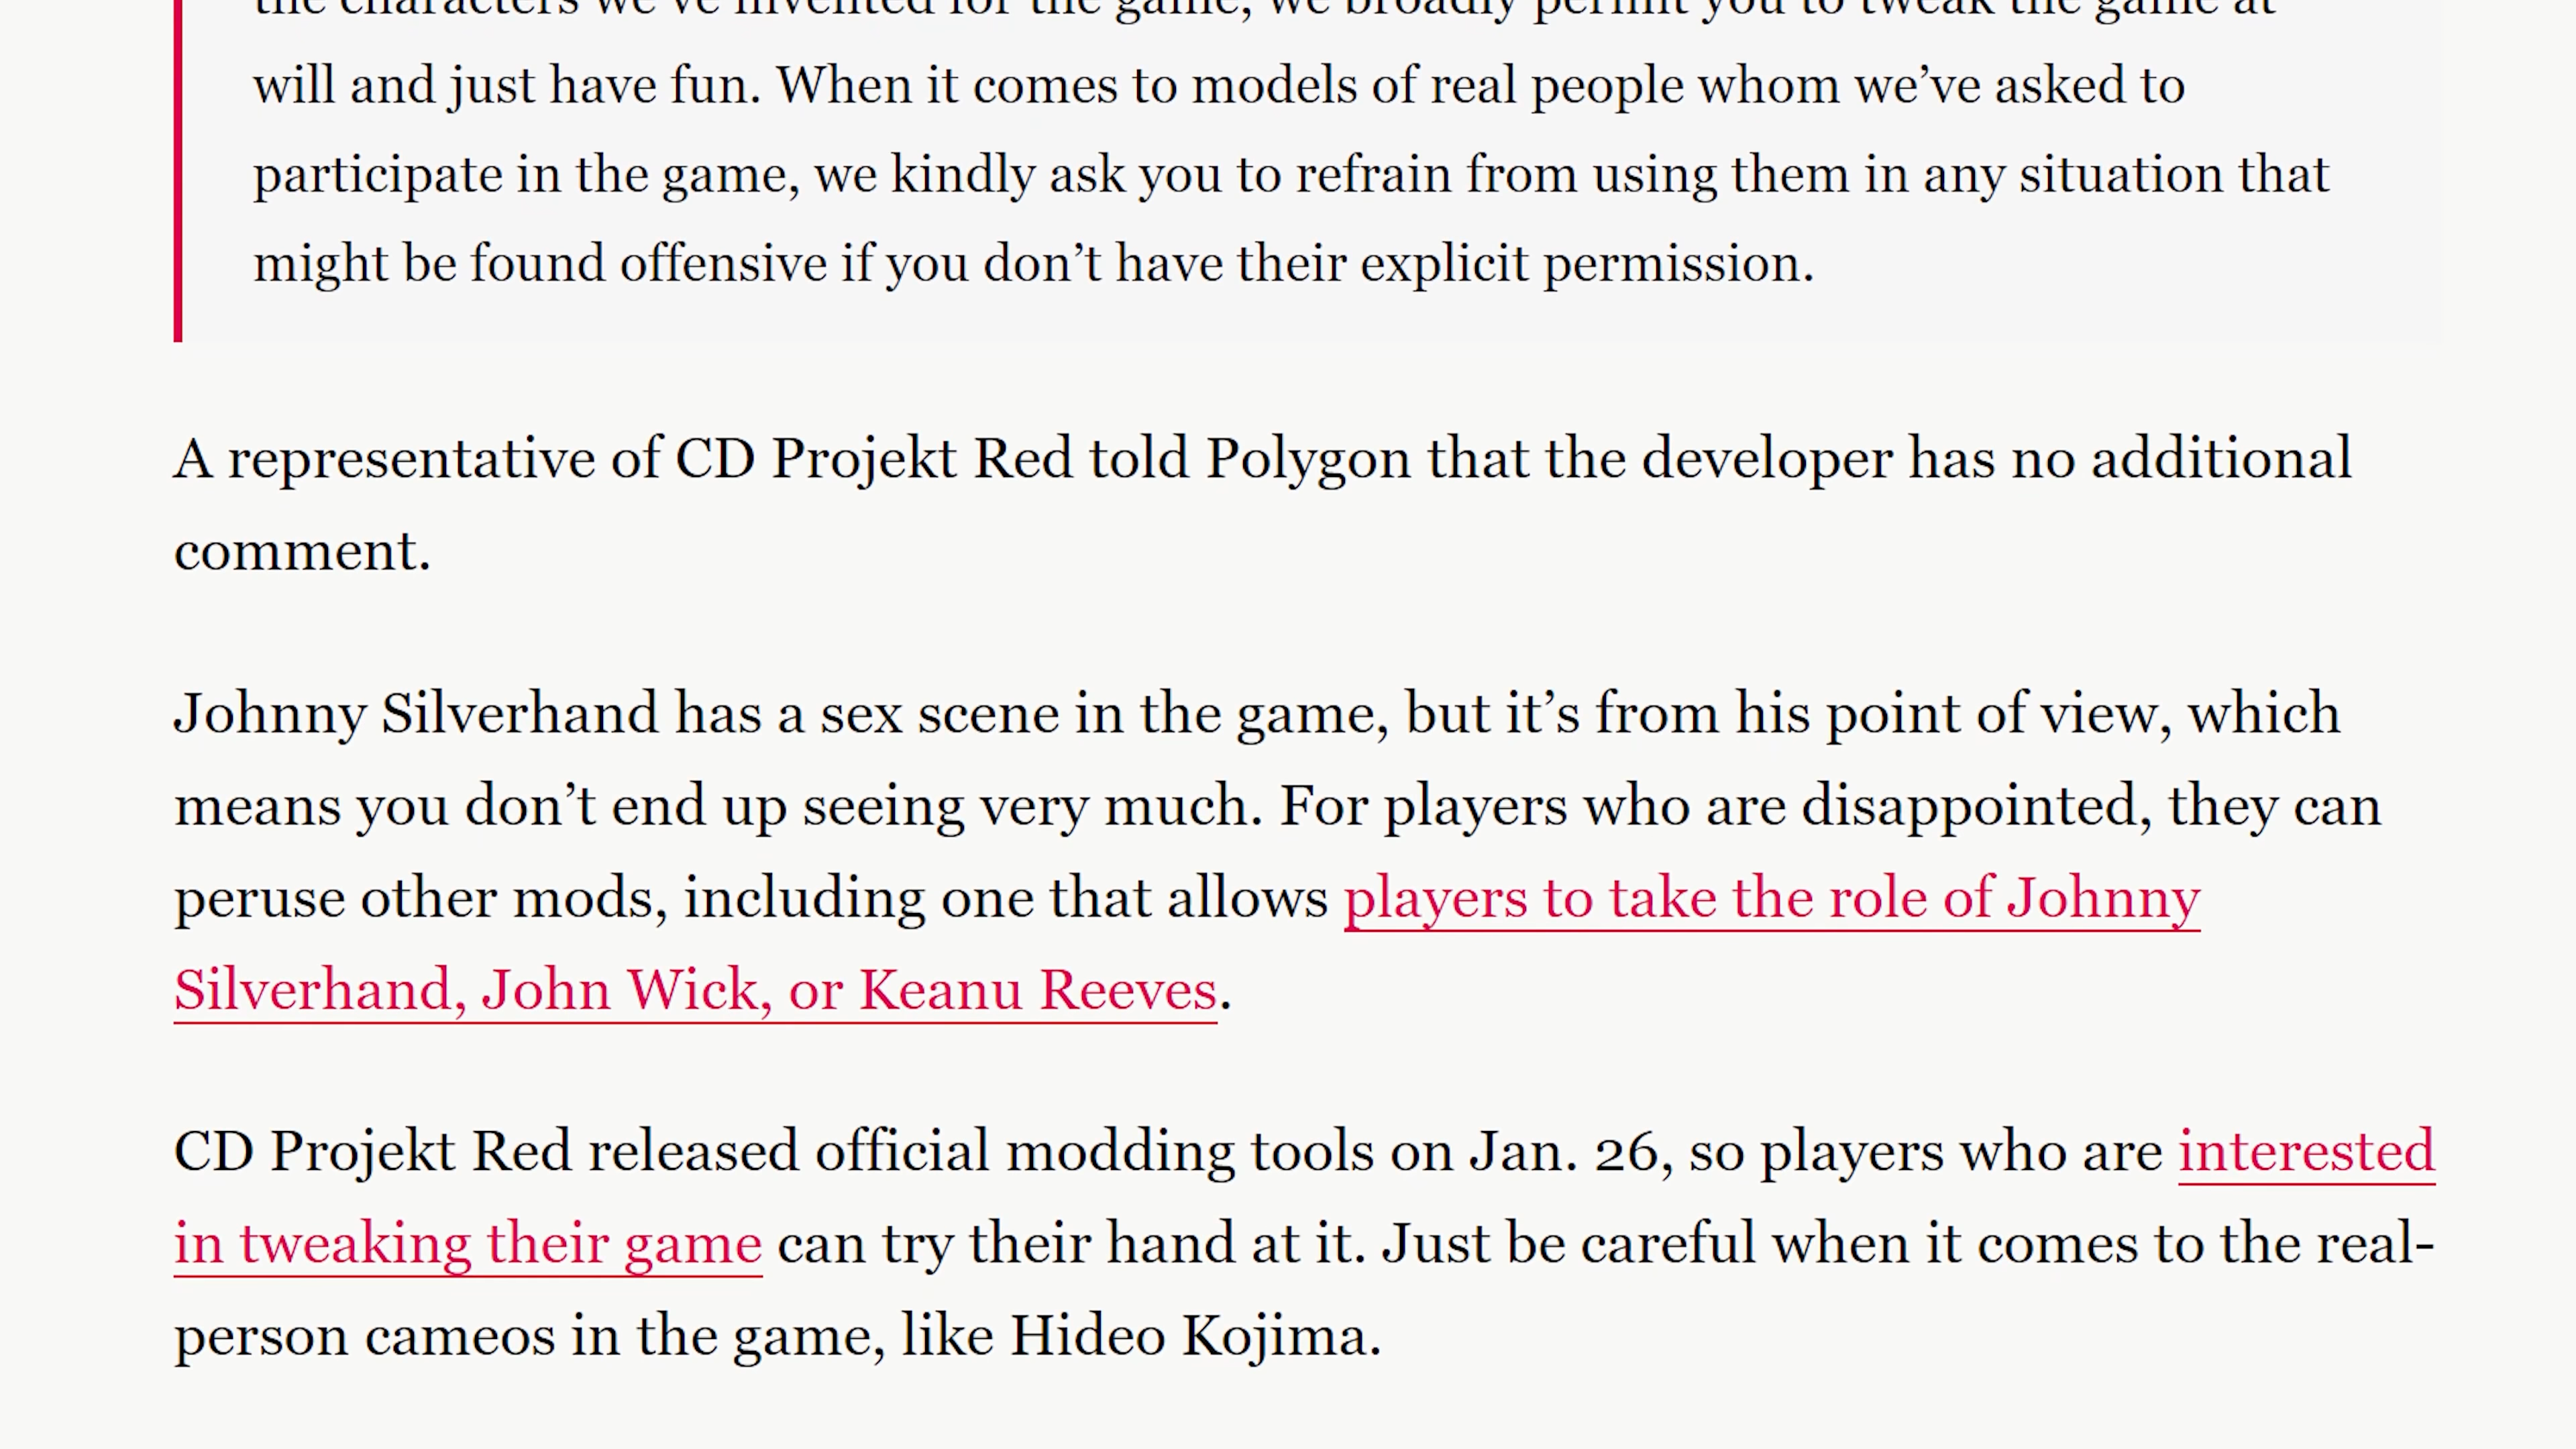 the characters we’ve invented for the game, we broadly permit you to tweak the game at
will and just have fun. When it comes to models of real people whom we’ve asked to
participate in the game, we kindly ask you to refrain from using them in any situation that
might be found offensive if you don’t have their explicit permission.
A representative of CD Projekt Red told Polygon that the developer has no additional
comment.
Johnny Silverhand has a sex scene in the game, but it’s from his point of view, which
means you don’t end up seeing very much. For players who are disappointed, they can
peruse other mods, including one that allows players to take the role of Johnny
Silverhand, John Wick, or Keanu Reeves.
CD Projekt Red released official modding tools on Jan. 26, so players who are interested
in tweaking their game can try their hand at it. Just be careful when it comes to the real-
person cameos in the game, like Hideo Kojima.